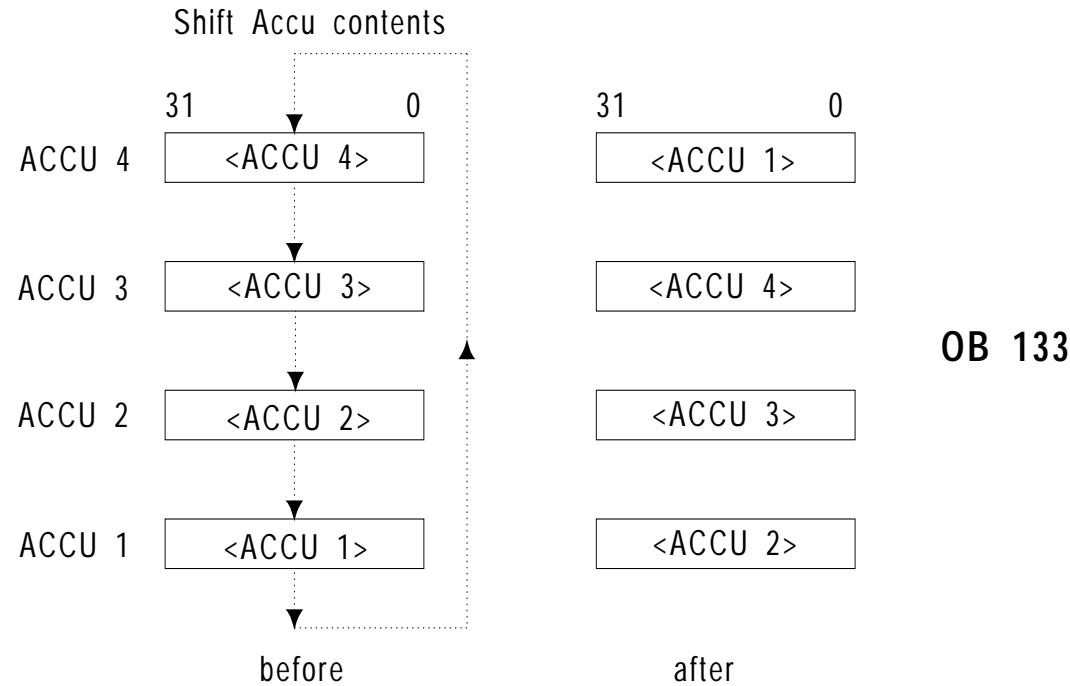 Shift Accu contents
31 0 31 0
ACCU 4 <ACCU 4> <ACCU 1>
ACCU 3 <ACCU 3> <ACCU 4>
OB 133
ACCU 2 <ACCU 2> <ACCU 3>
ACCU 1 <ACCU 1> <ACCU 2>
before after